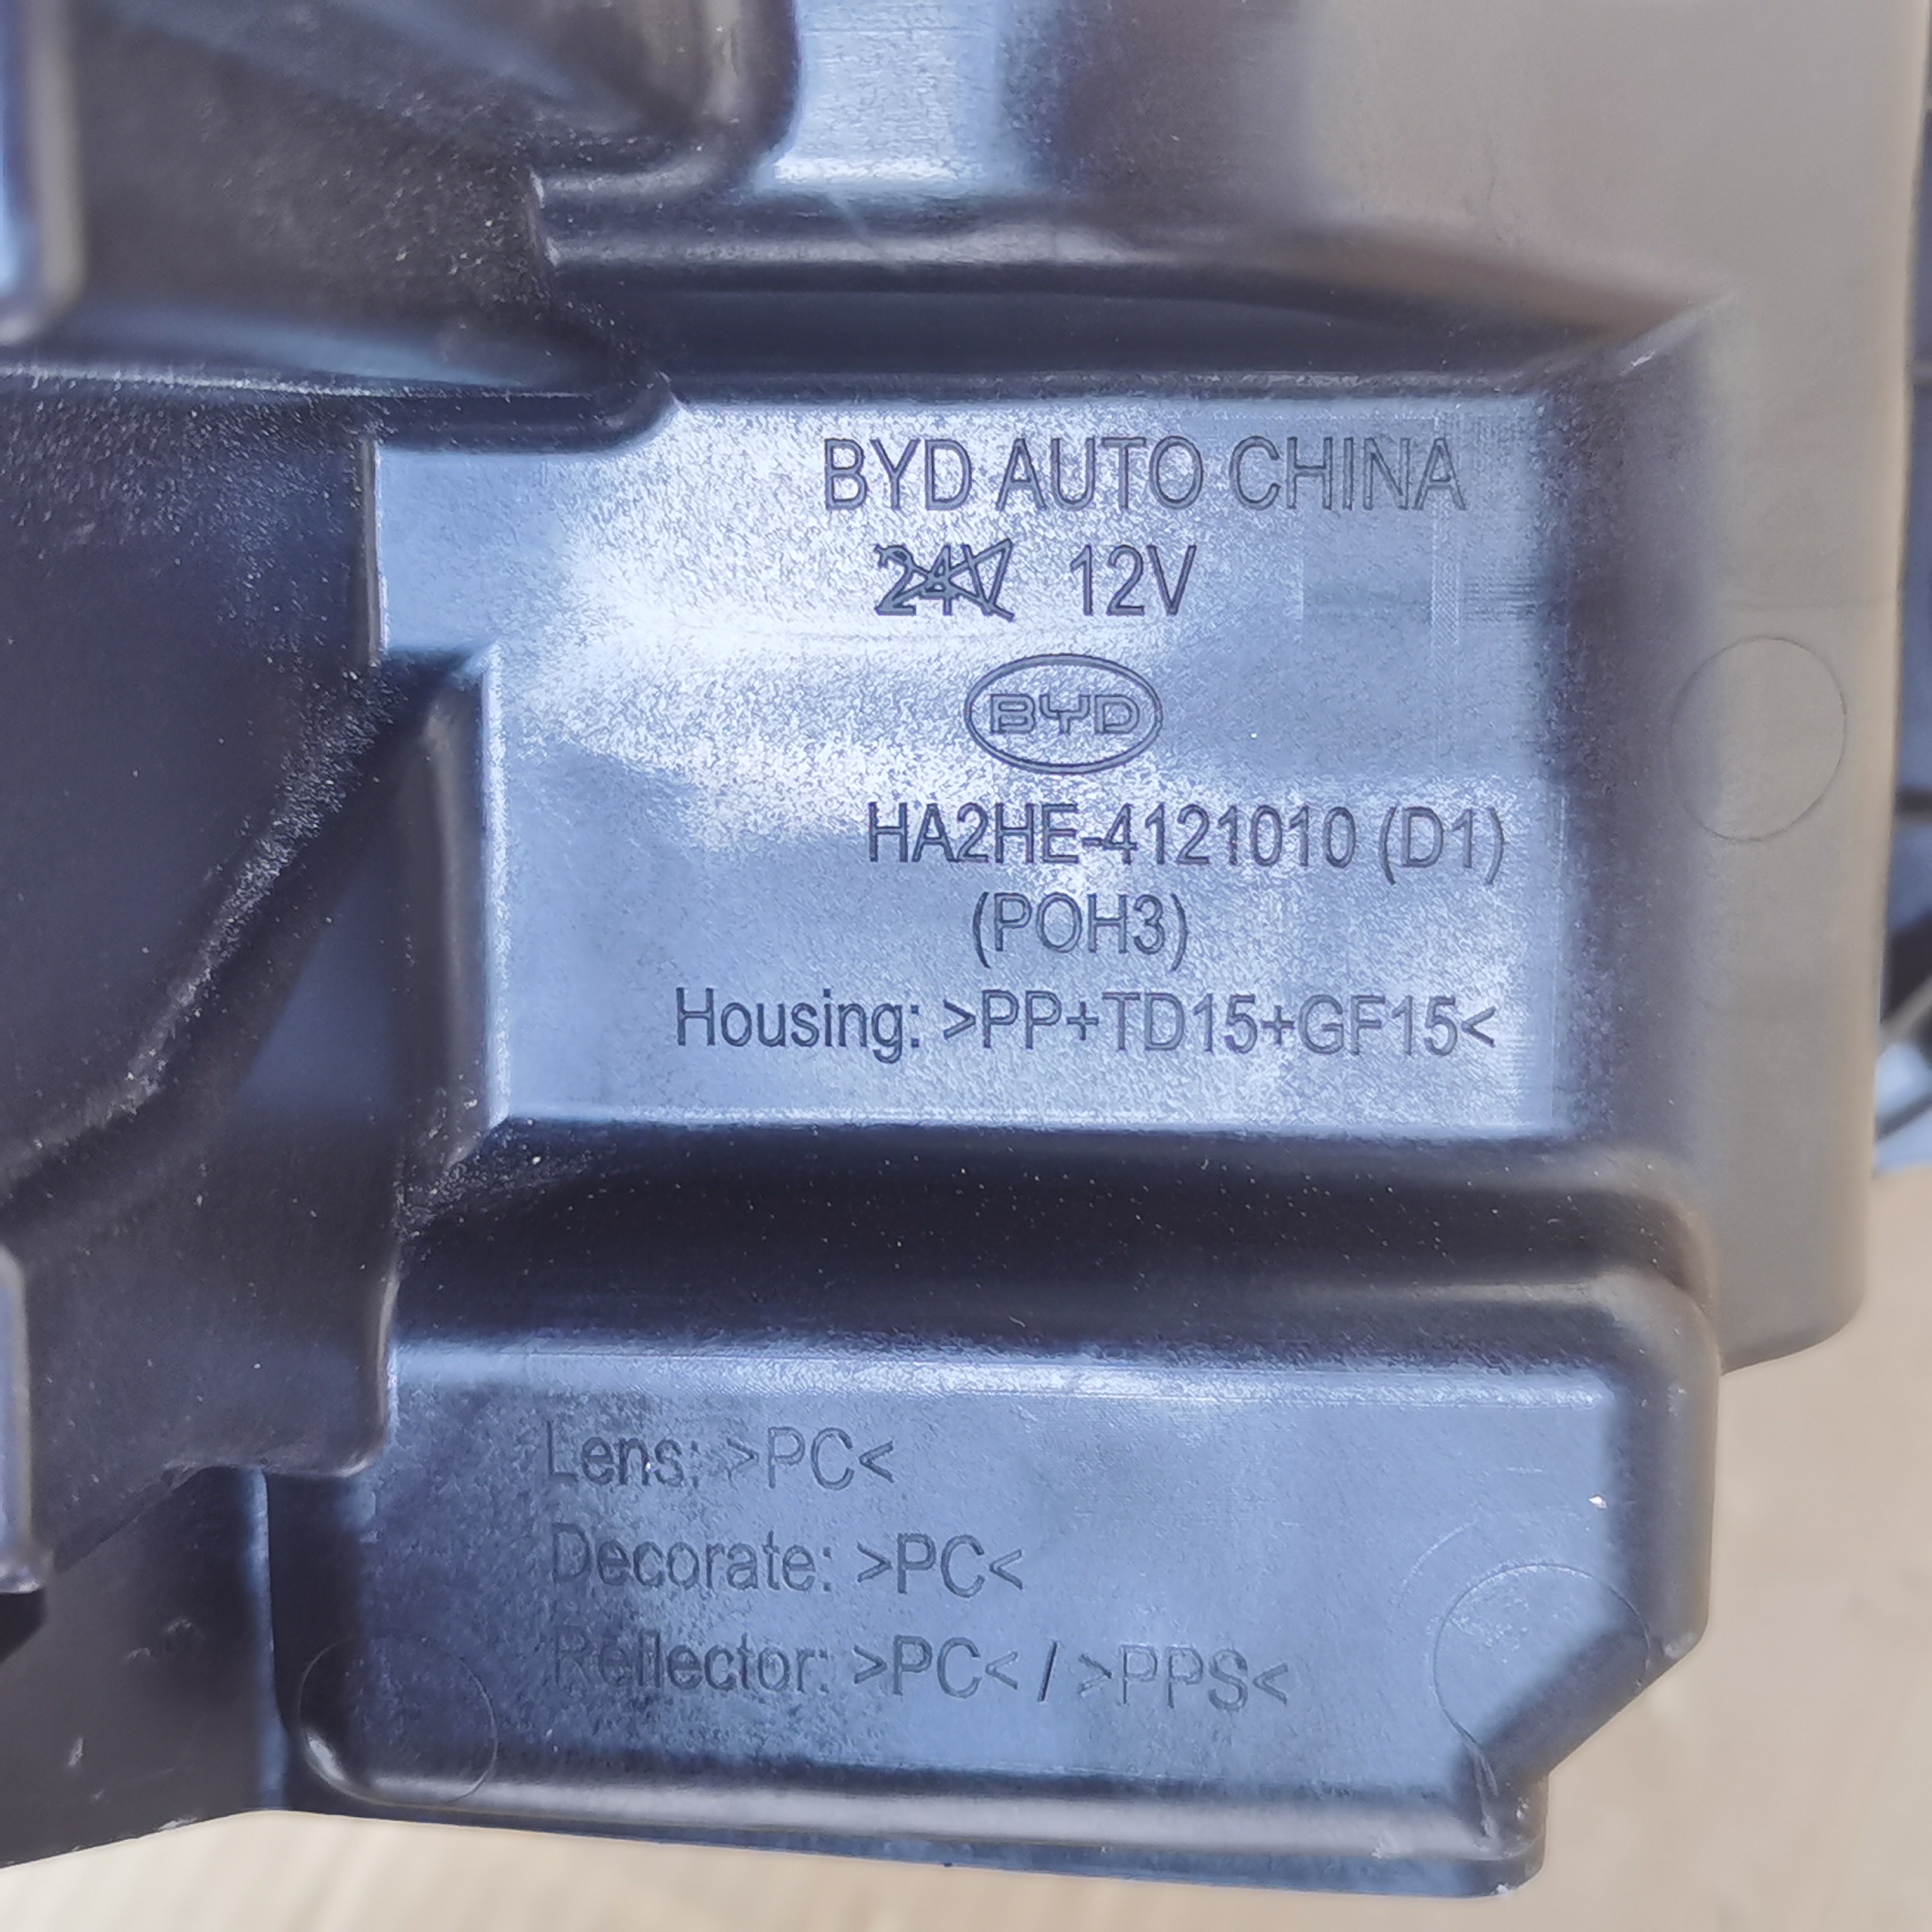 BYD AUTO CHINA
24V 12V
BYD
HA2HE-4121010 (D1)
(POH3)
Housing: >PP+TD15+GF15<
Lens: >PC<
Decorate: >PC<
Reflector: >PC< / >PPS<